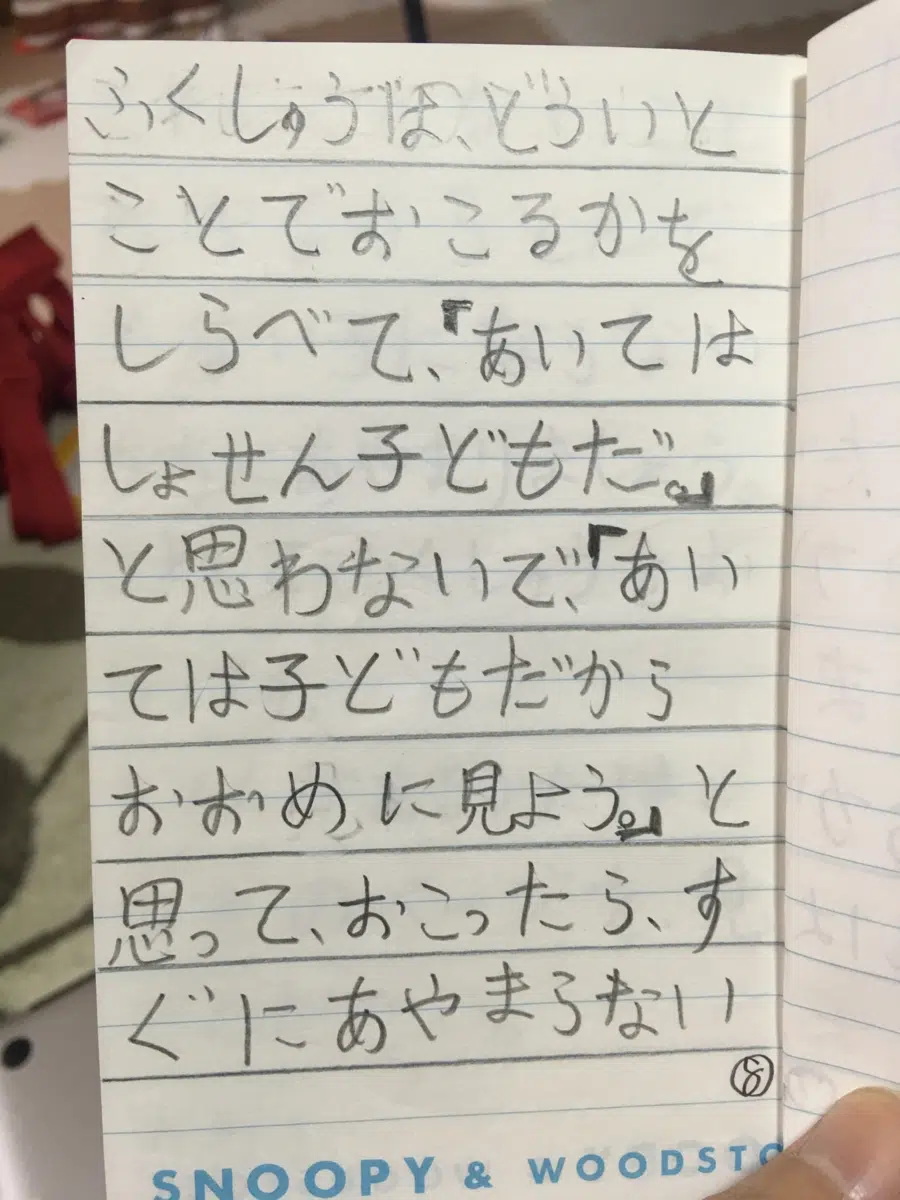 ふくしゅうは、どういと
ことでおこるかを
しらべて、『あいては
しょせん子どもだ。』
と思わないで、『あい
ては子どもだから
おおめに見よう。』と
思って、おこったら、す
ぐにあやまらない
⑧
SNOOPY & WOODSTO